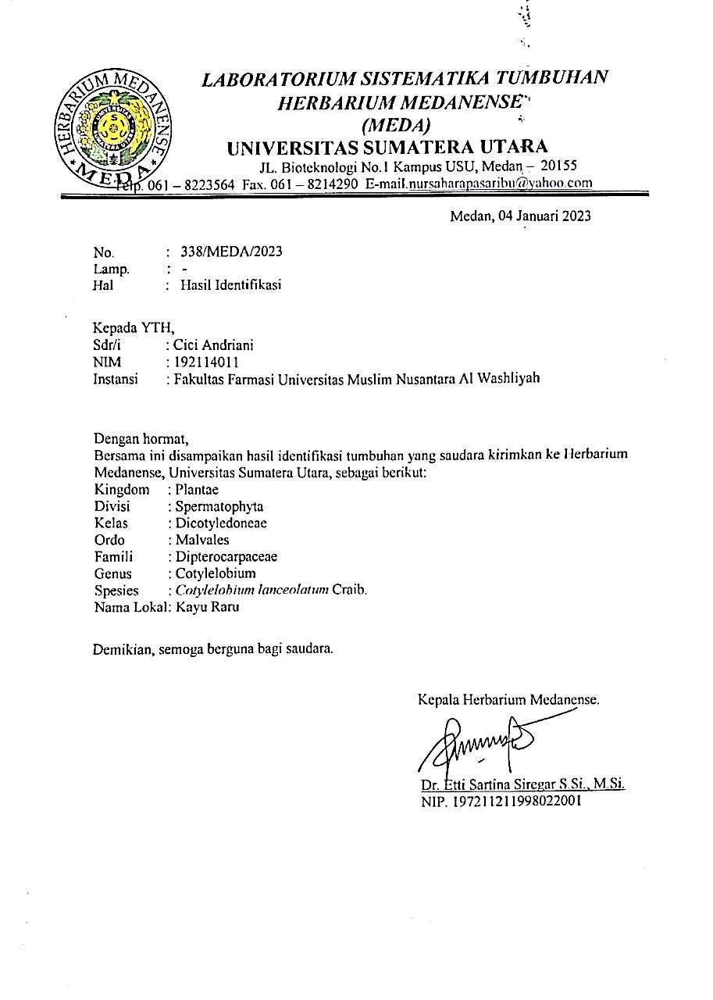 HERBARIUM MEDANENSE
* MEDA *
UNIVERSITAS
SUMATERA UTARA
LABORATORIUM SISTEMATIKA TUMBUHAN
HERBARIUM MEDANENSE
(MEDA)
UNIVERSITAS SUMATERA UTARA
JL. Bioteknologi No.1 Kampus USU, Medan – 20155
Telp. 061 – 8223564 Fax. 061 – 8214290 E-mail.nursaharapasaribu@yahoo.com
Medan, 04 Januari 2023
No. : 338/MEDA/2023
Lamp. : -
Hal : Hasil Identifikasi
Kepada YTH,
Sdr/i : Cici Andriani
NIM : 192114011
Instansi : Fakultas Farmasi Universitas Muslim Nusantara Al Washliyah
Dengan hormat,
Bersama ini disampaikan hasil identifikasi tumbuhan yang saudara kirimkan ke Herbarium
Medanense, Universitas Sumatera Utara, sebagai berikut:
Kingdom : Plantae
Divisi : Spermatophyta
Kelas : Dicotyledoneae
Ordo : Malvales
Famili : Dipterocarpaceae
Genus : Cotylelobium
Spesies : Cotylelobium lanceolatum Craib.
Nama Lokal: Kayu Raru
Demikian, semoga berguna bagi saudara.
Kepala Herbarium Medanense.
Dr. Etti Sartina Siregar S.Si., M.Si.
NIP. 197211211998022001